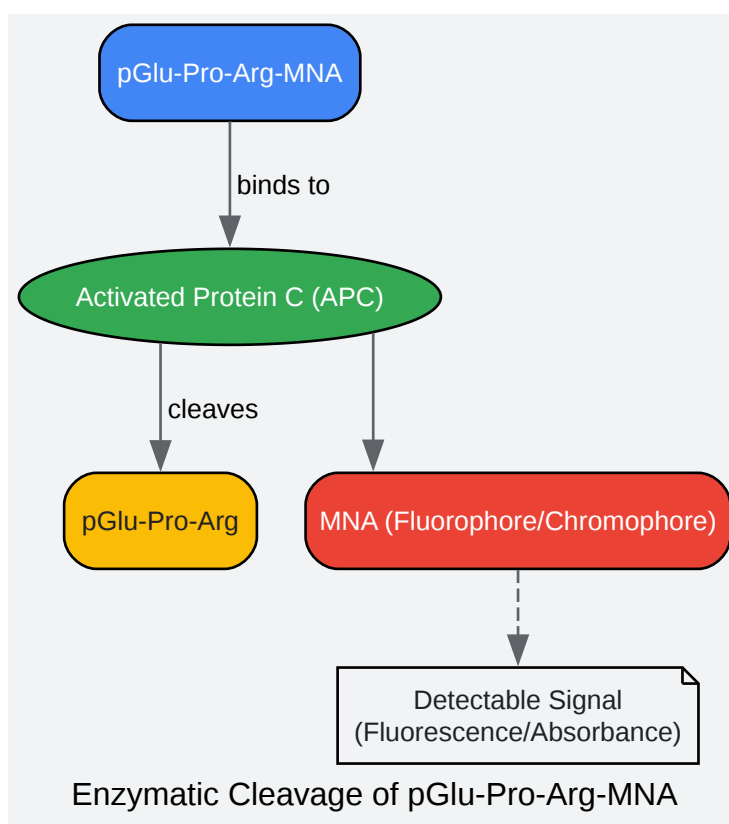 pGlu-Pro-Arg-MNA
binds to
Activated Protein C (APC)
cleaves
pGlu-Pro-Arg
MNA (Fluorophore/Chromophore)
Detectable Signal
(Fluorescence/Absorbance)
Enzymatic Cleavage of pGlu-Pro-Arg-MNA